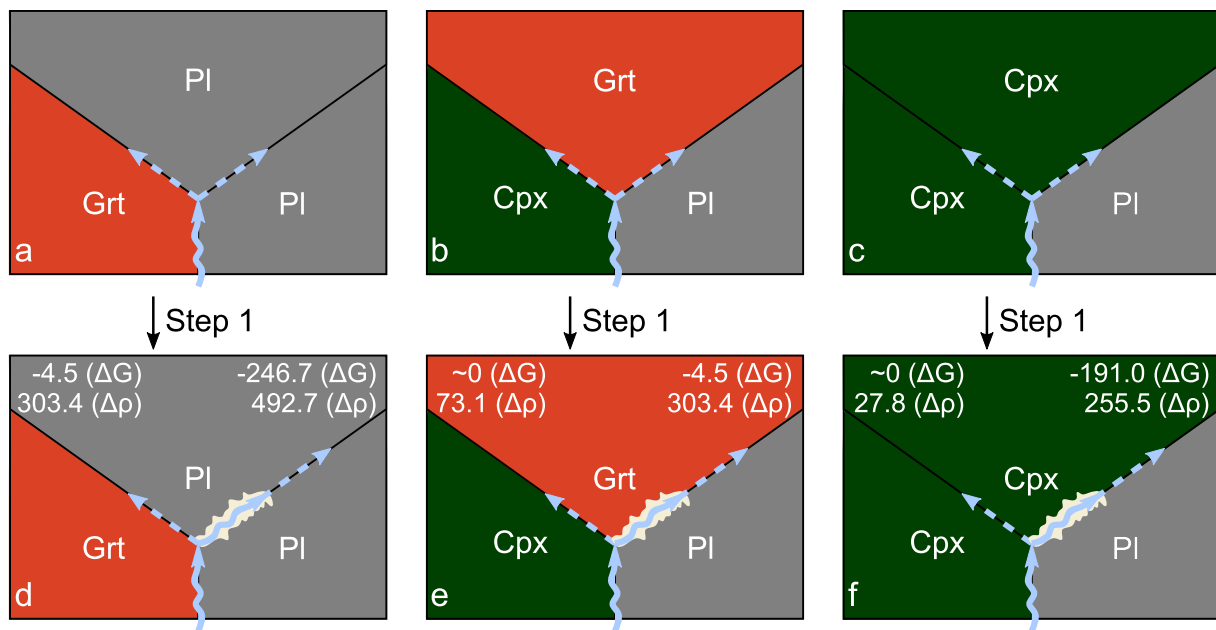 Pl
Grt
Pl
a
Grt
Cpx
Pl
b
Cpx
Cpx
Pl
c
Step 1
Step 1
Step 1
-4.5 (ΔG) -246.7 (ΔG)
303.4 (Δρ) 492.7 (Δρ)
Pl
Grt
Pl
d
~0 (ΔG) -4.5 (ΔG)
73.1 (Δρ) 303.4 (Δρ)
Grt
Cpx
Pl
e
~0 (ΔG) -191.0 (ΔG)
27.8 (Δρ) 255.5 (Δρ)
Cpx
Cpx
Pl
f